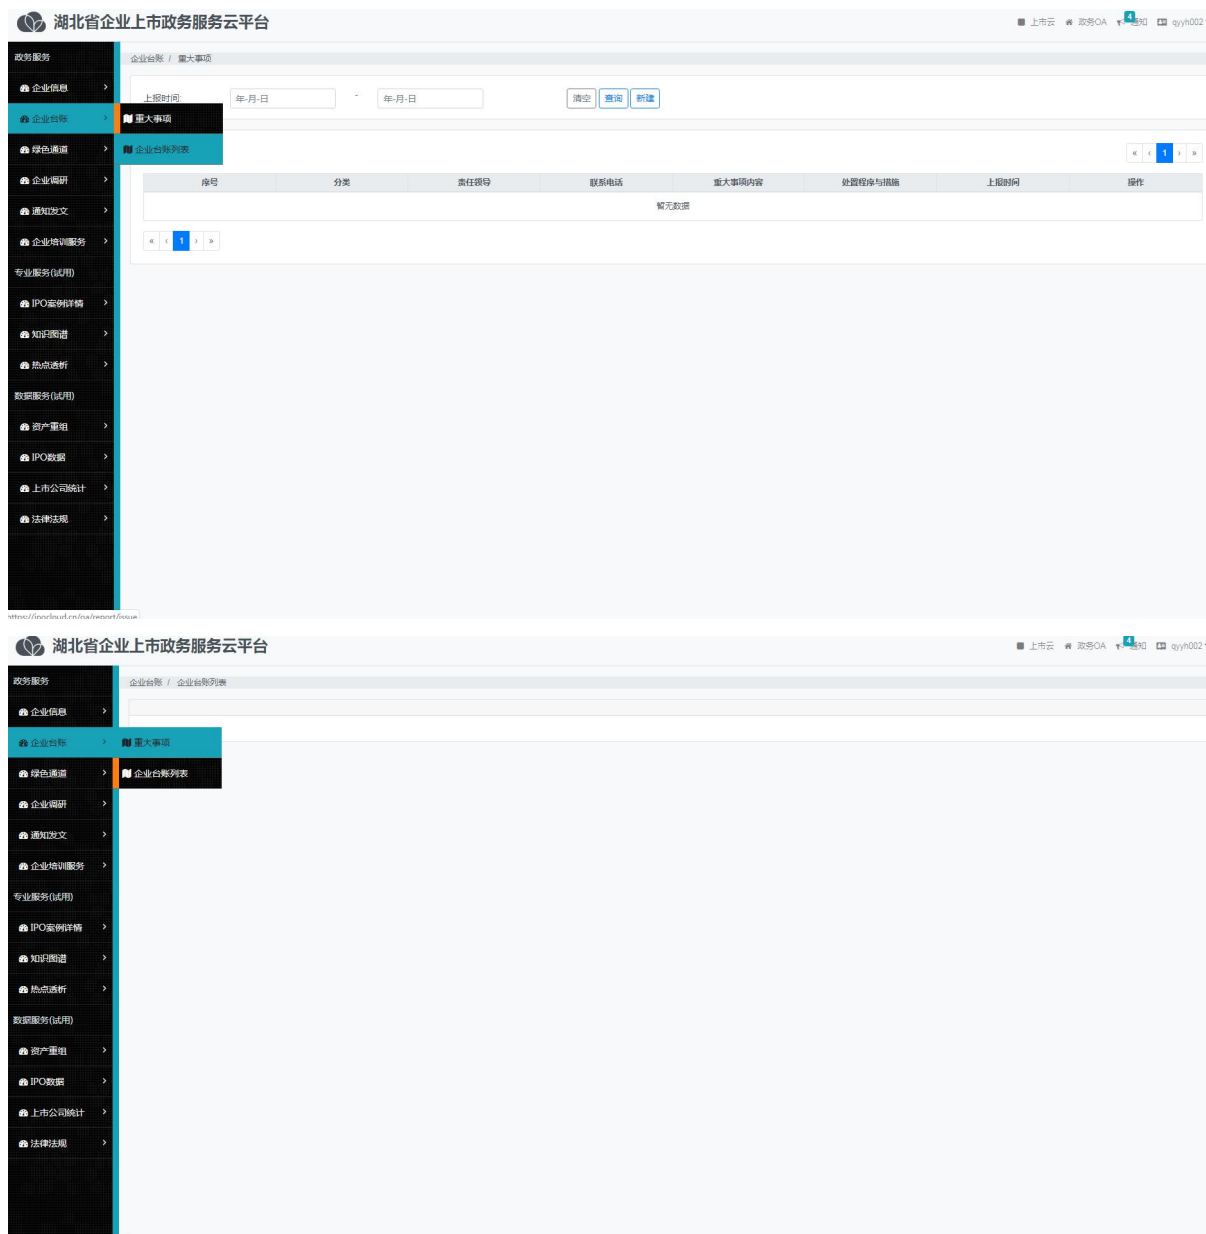 湖北省企业上市政务服务云平台
上市云 政务OA 4 通知 qyyh002
政务服务
企业台账 / 重大事项
企业信息
上报时间: 年-月-日 - 年-月-日 清空 查询 新建
企业台账
重大事项
绿色通道
企业台账列表
« ‹ 1 › »
企业调研
序号 分类 责任领导 联系电话 重大事项内容 处置程序与措施 上报时间 操作
暂无数据
通知发文
企业培训服务
« ‹ 1 › »
专业服务(试用)
IPO案例详情
知识图谱
热点透析
数据服务(试用)
资产重组
IPO数据
上市公司统计
法律法规
https://ipocloud.cn/oa/report/issue
湖北省企业上市政务服务云平台
上市云 政务OA 4 通知 qyyh002
政务服务
企业台账 / 企业台账列表
企业信息
企业台账
重大事项
绿色通道
企业台账列表
企业调研
通知发文
企业培训服务
专业服务(试用)
IPO案例详情
知识图谱
热点透析
数据服务(试用)
资产重组
IPO数据
上市公司统计
法律法规